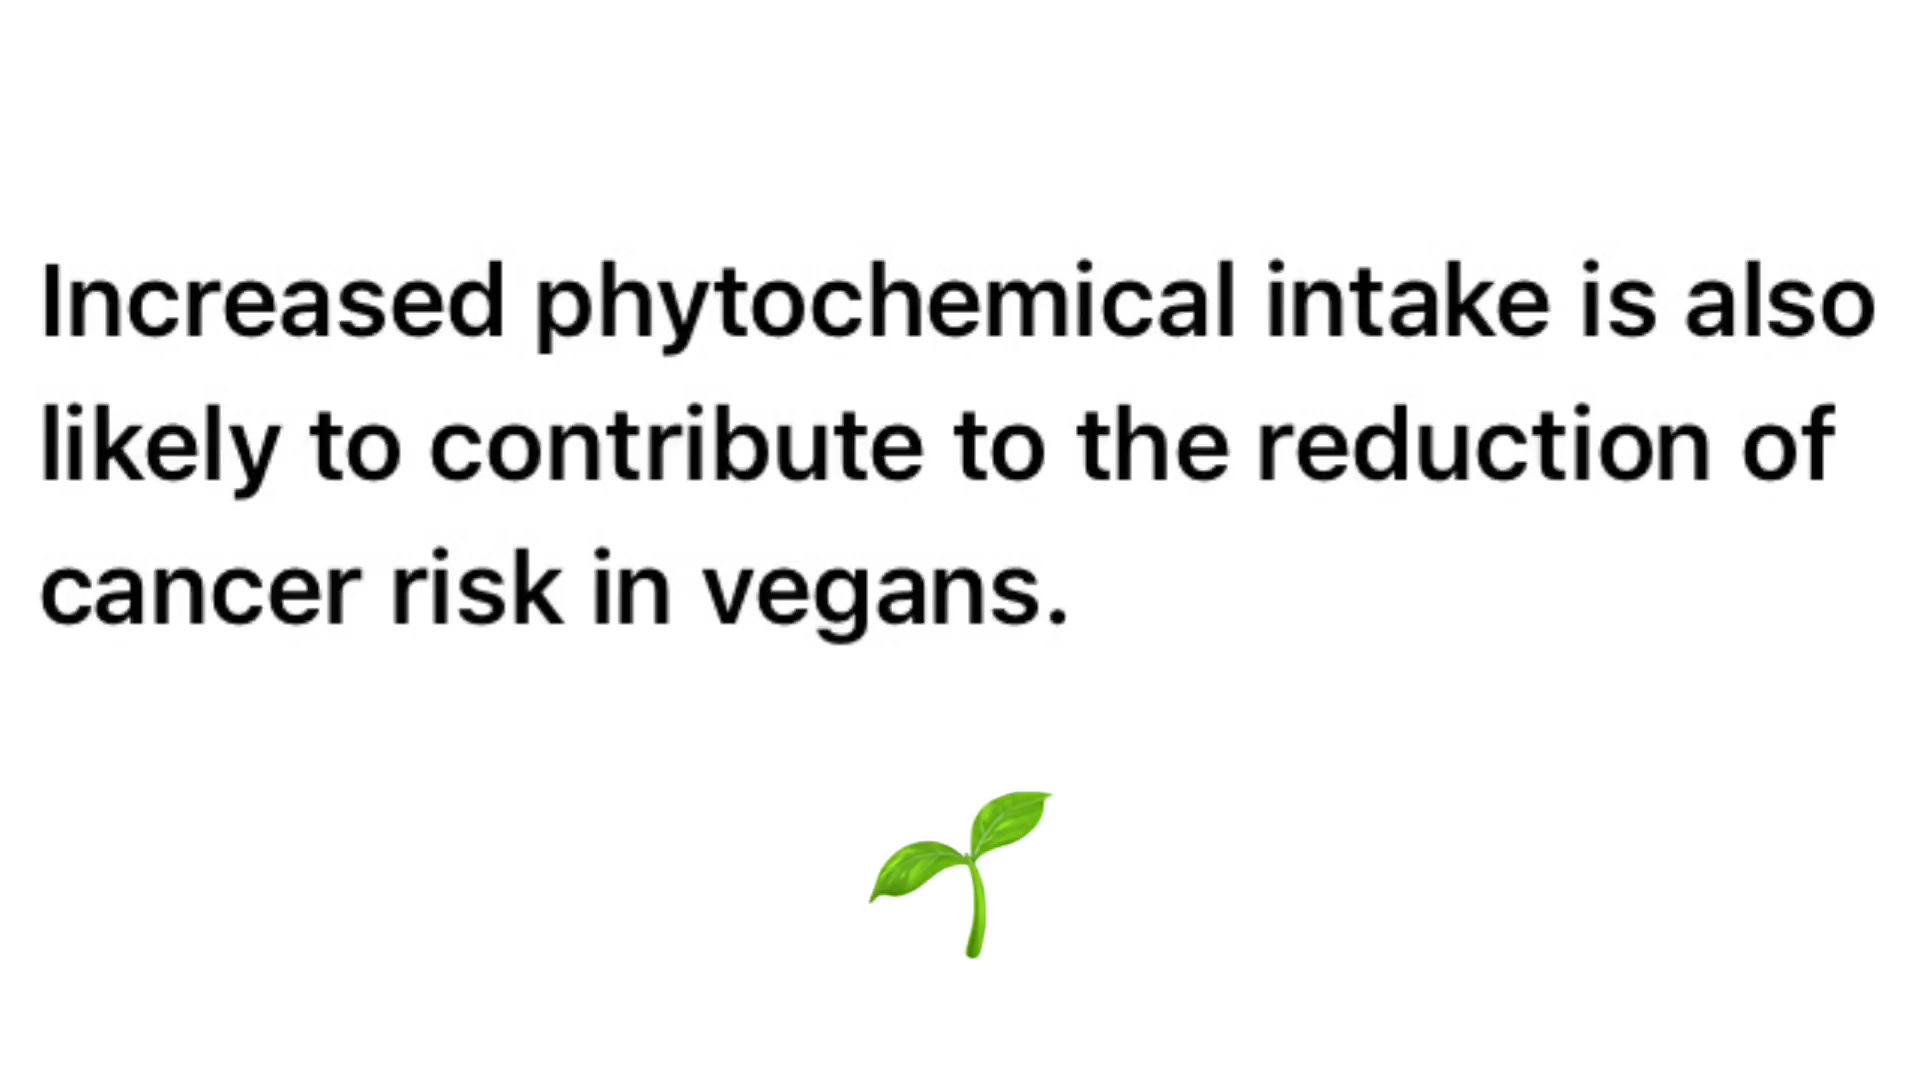 Increased phytochemical intake is also
likely to contribute to the reduction of
cancer risk in vegans.